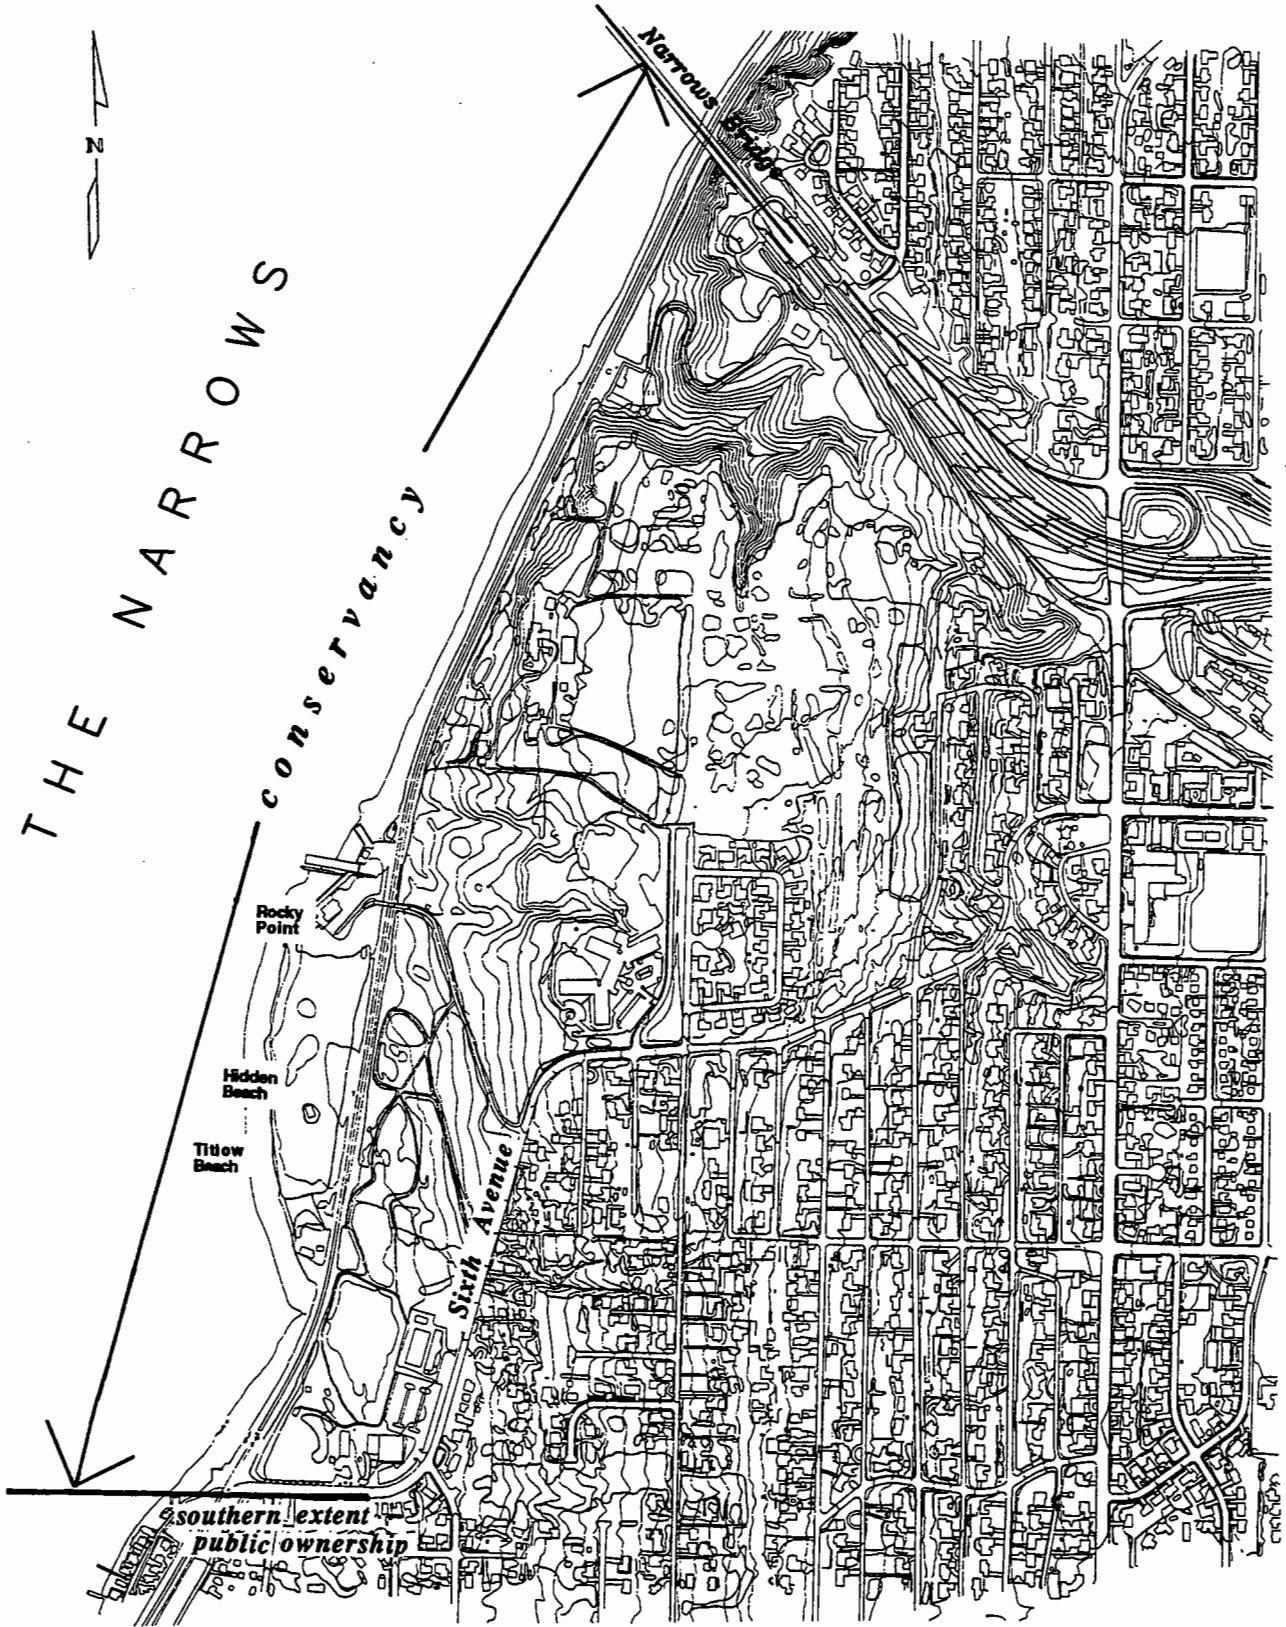 Narrows Bridge
N
THE NARROWS
conservancy
Rocky
Point
Hidden
Beach
Titlow
Beach
Sixth Avenue
southern extent
public ownership